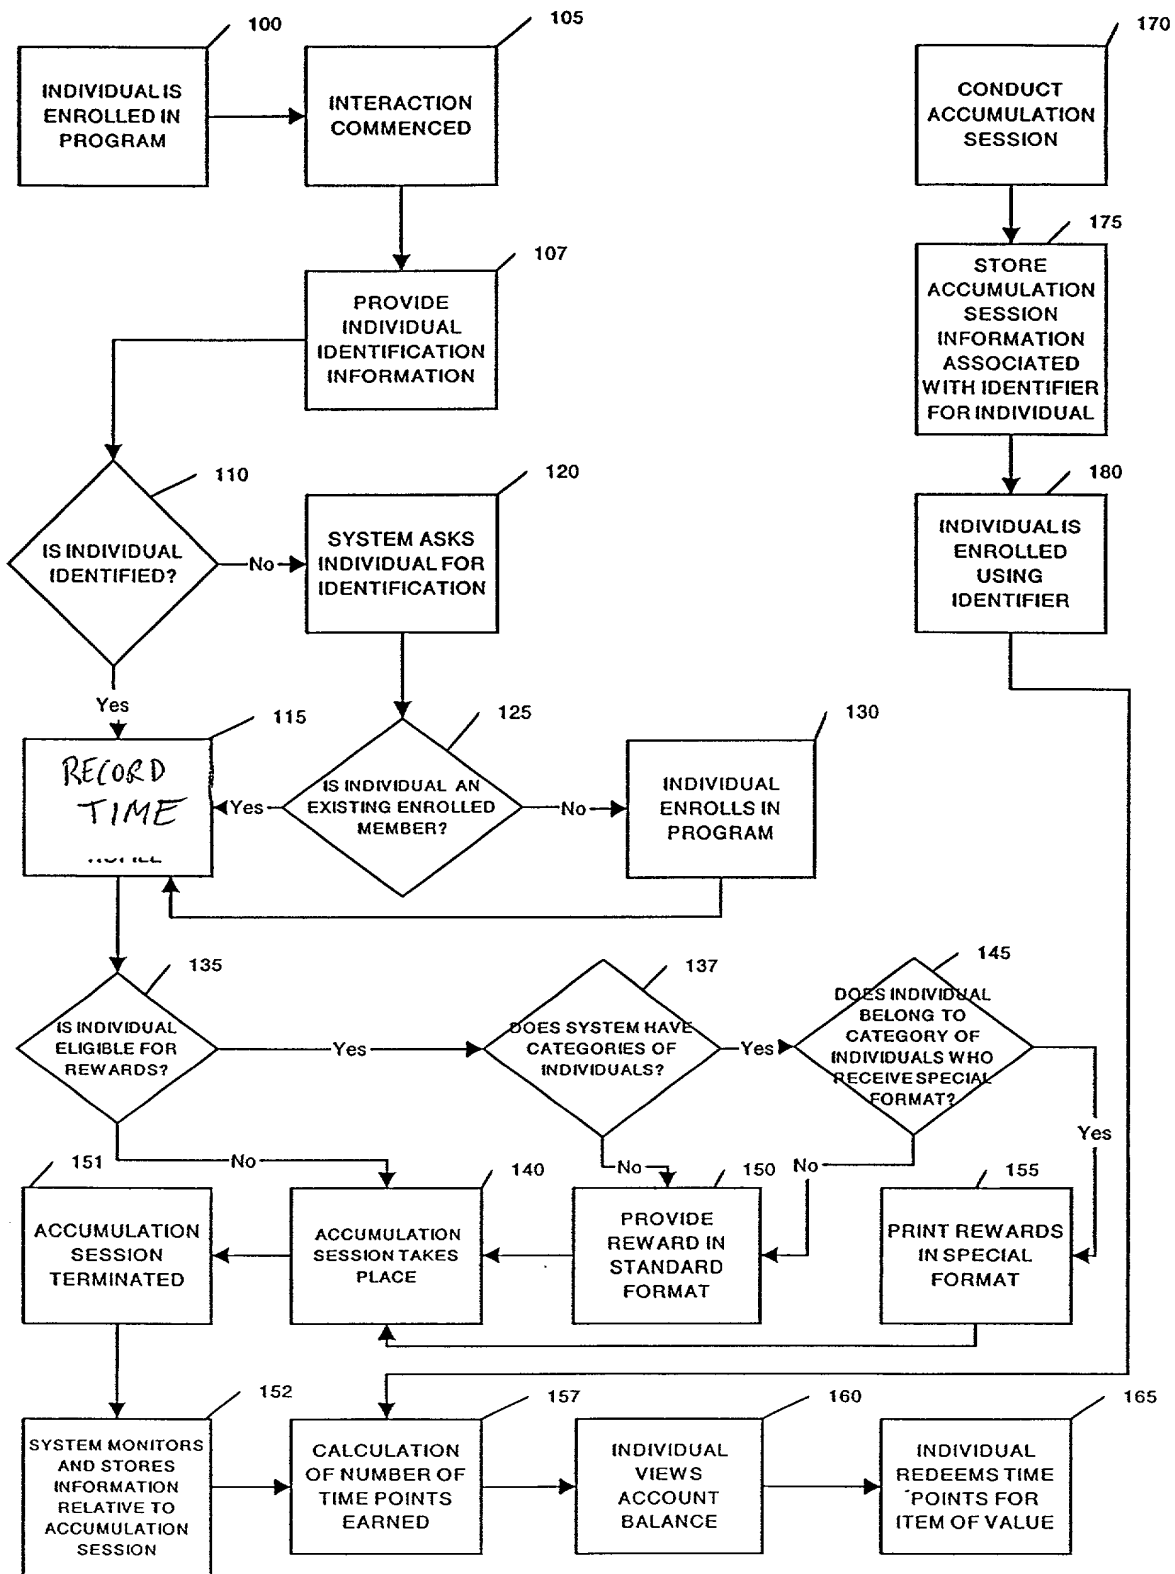 100
INDIVIDUAL IS
ENROLLED IN
PROGRAM
105
INTERACTION
COMMENCED
170
CONDUCT
ACCUMULATION
SESSION
107
PROVIDE
INDIVIDUAL
IDENTIFICATION
INFORMATION
175
STORE
ACCUMULATION
SESSION
INFORMATION
ASSOCIATED
WITH IDENTIFIER
FOR INDIVIDUAL
110
IS INDIVIDUAL
IDENTIFIED?
No
Yes
120
SYSTEM ASKS
INDIVIDUAL FOR
IDENTIFICATION
180
INDIVIDUAL IS
ENROLLED
USING
IDENTIFIER
115
RECORD
TIME
125
IS INDIVIDUAL AN
EXISTING ENROLLED
MEMBER?
Yes
No
130
INDIVIDUAL
ENROLLS IN
PROGRAM
135
IS INDIVIDUAL
ELIGIBLE FOR
REWARDS?
Yes
No
137
DOES SYSTEM HAVE
CATEGORIES OF
INDIVIDUALS?
Yes
No
145
DOES INDIVIDUAL
BELONG TO
CATEGORY OF
INDIVIDUALS WHO
RECEIVE SPECIAL
FORMAT?
Yes
No
151
ACCUMULATION
SESSION
TERMINATED
140
ACCUMULATION
SESSION TAKES
PLACE
150
PROVIDE
REWARD IN
STANDARD
FORMAT
155
PRINT REWARDS
IN SPECIAL
FORMAT
152
SYSTEM MONITORS
AND STORES
INFORMATION
RELATIVE TO
ACCUMULATION
SESSION
157
CALCULATION
OF NUMBER OF
TIME POINTS
EARNED
160
INDIVIDUAL
VIEWS
ACCOUNT
BALANCE
165
INDIVIDUAL
REDEEMS TIME
POINTS FOR
ITEM OF VALUE